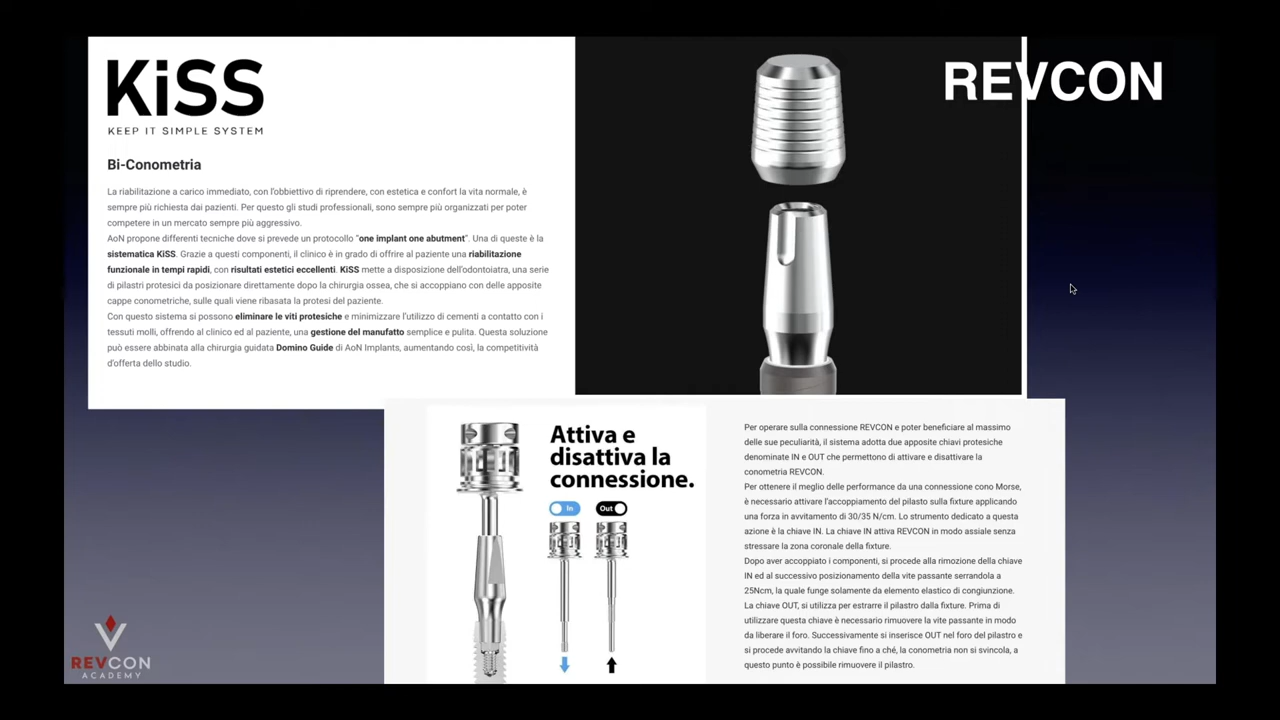 KiSS
KEEP IT SIMPLE SYSTEM
REVCON
Bi-Conometria
La riabilitazione a carico immediato, con l'obbiettivo di riprendere, con estetica e confort la vita normale, è
sempre più richiesta dai pazienti. Per questo gli studi professionali, sono sempre più organizzati per poter
competere in un mercato sempre più aggressivo.
AoN propone differenti tecniche dove si prevede un protocollo "one implant one abutment". Una di queste è la
sistematica KiSS. Grazie a questi componenti, il clinico è in grado di offrire al paziente una riabilitazione
funzionale in tempi rapidi, con risultati estetici eccellenti. KiSS mette a disposizione dell'odontoiatra, una serie
di pilastri protesici da posizionare direttamente dopo la chirurgia ossea, che si accoppiano con delle apposite
cappe conometriche, sulle quali viene ribasata la protesi del paziente.
Con questo sistema si possono eliminare le viti protesiche e minimizzare l'utilizzo di cementi a contatto con i
tessuti molli, offrendo al clinico ed al paziente, una gestione del manufatto semplice e pulita. Questa soluzione
può essere abbinata alla chirurgia guidata Domino Guide di AoN Implants, aumentando così, la competitività
d'offerta dello studio.
Attiva e
disattiva la
connessione.
In
Out
Per operare sulla connessione REVCON e poter beneficiare al massimo
delle sue peculiarità, il sistema adotta due apposite chiavi protesiche
denominate IN e OUT che permettono di attivare e disattivare la
conometria REVCON.
Per ottenere il meglio delle performance da una connessione cono Morse,
è necessario attivare l'accoppiamento del pilasto sulla fixture applicando
una forza in avvitamento di 30/35 N/cm. Lo strumento dedicato a questa
azione è la chiave IN. La chiave IN attiva REVCON in modo assiale senza
stressare la zona coronale della fixture.
Dopo aver accoppiato i componenti, si procede alla rimozione della chiave
IN ed al successivo posizionamento della vite passante serrandola a
25Ncm, la quale funge solamente da elemento elastico di congiunzione.
La chiave OUT, si utilizza per estrarre il pilastro dalla fixture. Prima di
utilizzare questa chiave è necessario rimuovere la vite passante in modo
da liberare il foro. Successivamente si inserisce OUT nel foro del pilastro e
si procede avvitando la chiave fino a ché, la conometria non si svincola, a
questo punto è possibile rimuovere il pilastro.
REVCON
ACADEMY